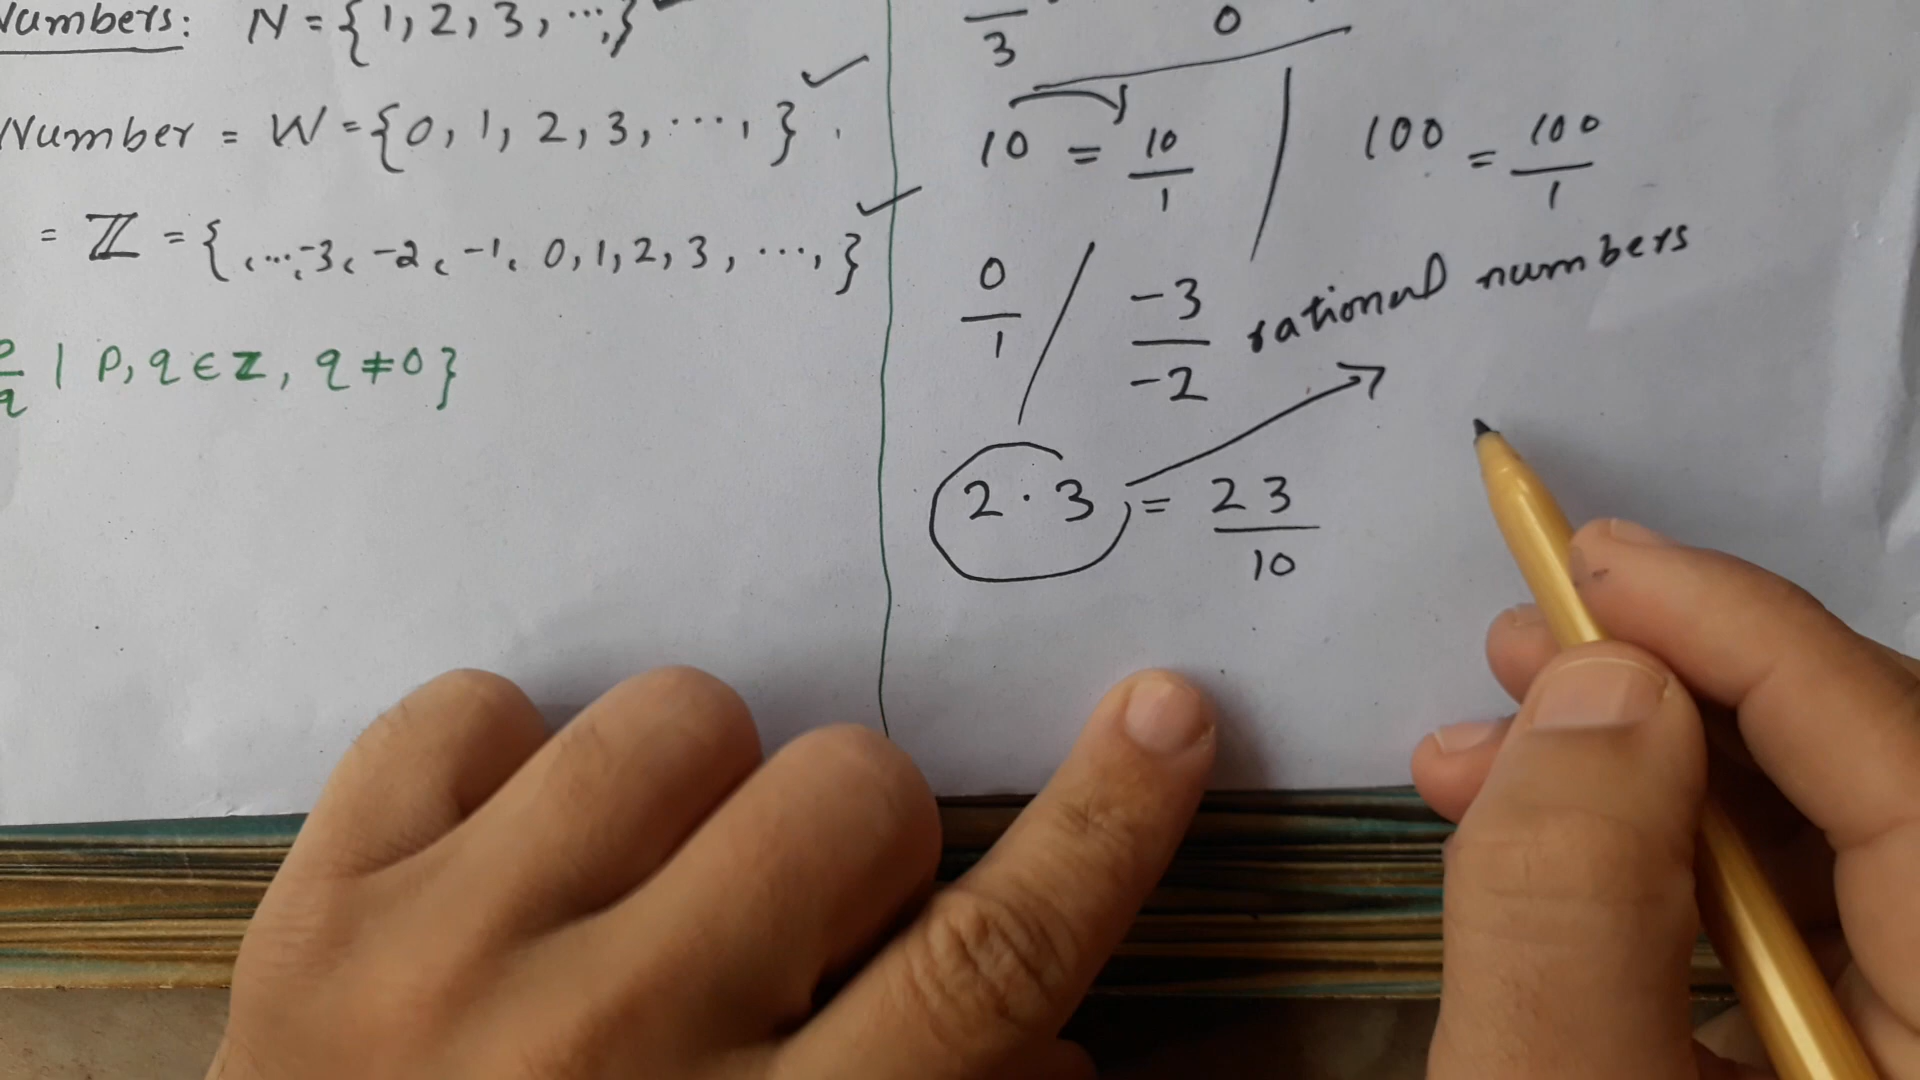 Numbers: N = {1, 2, 3, ...,}
Number = W = {0, 1, 2, 3, ..., }.
= ℤ = {, ..., -3, -2, -1, 0, 1, 2, 3, ..., }
p/q | P, q ∈ Z, q ≠ 0}
3
0
10 = 10/1
100 = 100/1
0/1
-3/-2
rational numbers
2.3 = 23/10